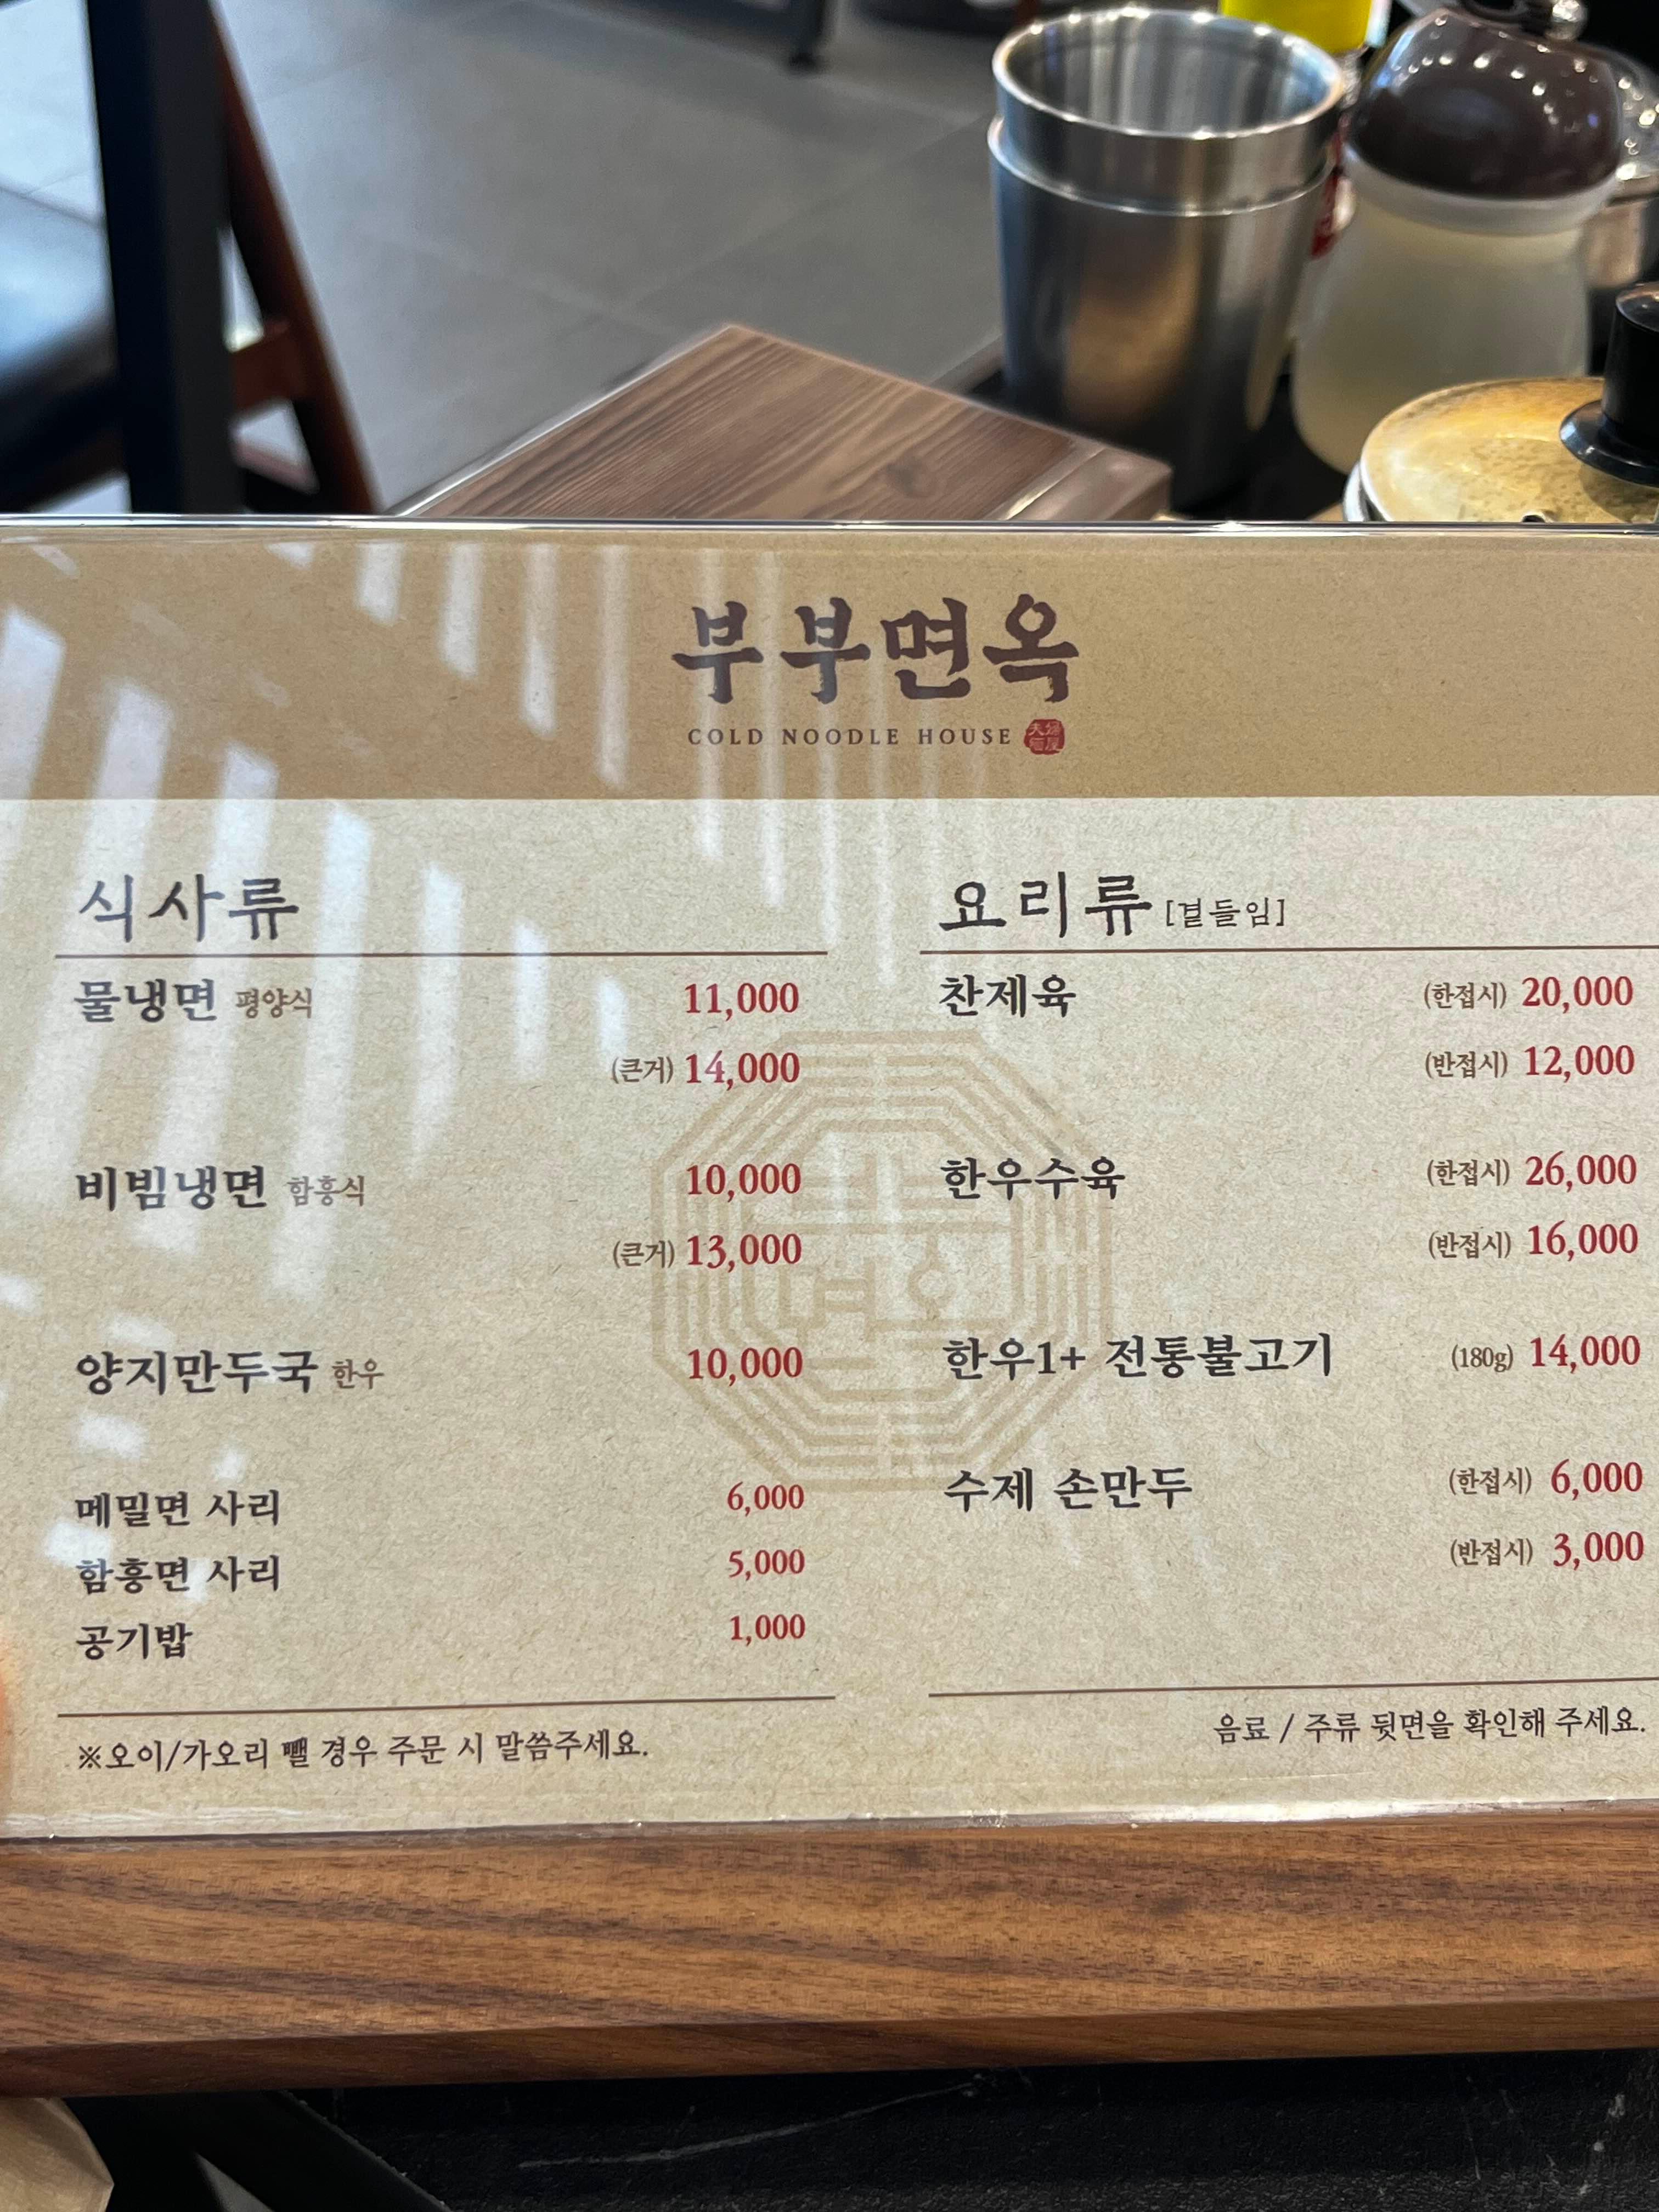 부부면옥
COLD NOODLE HOUSE
식사류
물냉면 평양식 11,000
(큰거) 14,000
비빔냉면 함흥식 10,000
(큰거) 13,000
양지만두국 한우 10,000
메밀면 사리 6,000
함흥면 사리 5,000
공기밥 1,000
※오이/가오리 뺄 경우 주문 시 말씀주세요.
요리류 [곁들임]
찬제육 (한접시) 20,000
(반접시) 12,000
한우수육 (한접시) 26,000
(반접시) 16,000
한우1+ 전통불고기 (180g) 14,000
수제 손만두 (한접시) 6,000
(반접시) 3,000
음료 / 주류 뒷면을 확인해 주세요.
부부
면옥